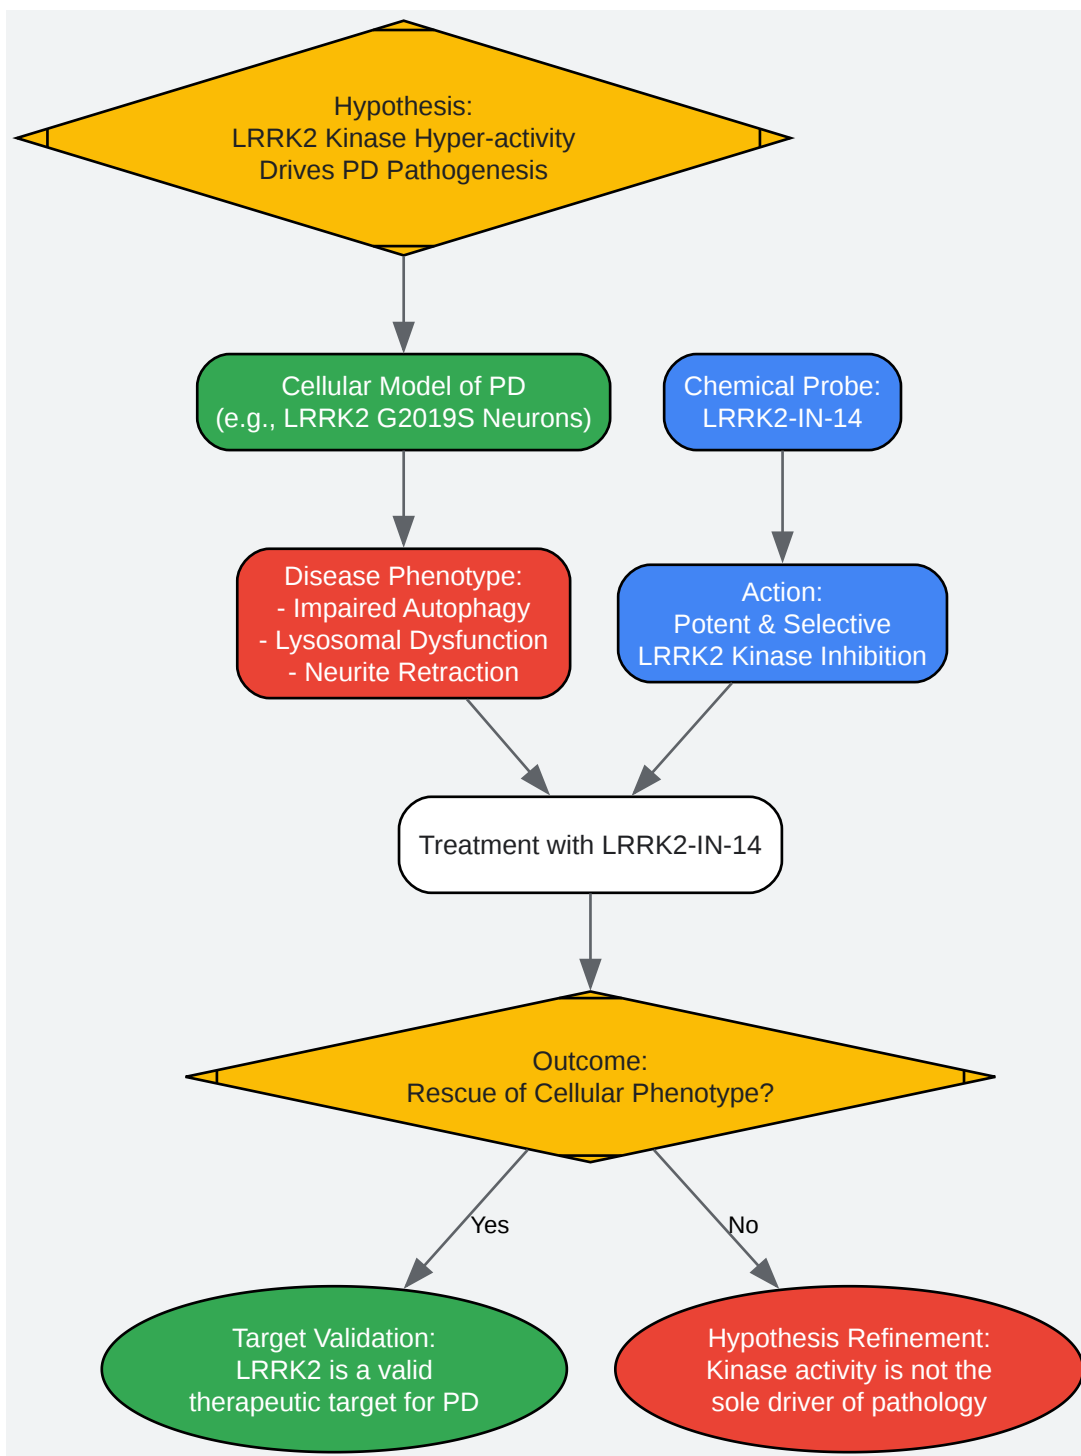 Hypothesis:
LRRK2 Kinase Hyper-activity
Drives PD Pathogenesis
Cellular Model of PD
(e.g., LRRK2 G2019S Neurons)
Chemical Probe:
LRRK2-IN-14
Disease Phenotype:
- Impaired Autophagy
- Lysosomal Dysfunction
- Neurite Retraction
Action:
Potent & Selective
LRRK2 Kinase Inhibition
Treatment with LRRK2-IN-14
Outcome:
Rescue of Cellular Phenotype?
Yes
No
Target Validation:
LRRK2 is a valid
therapeutic target for PD
Hypothesis Refinement:
Kinase activity is not the
sole driver of pathology